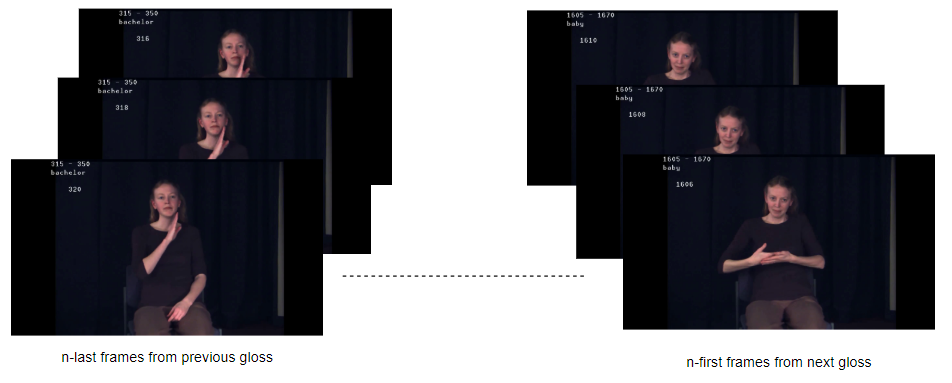 315 - 350
bachelor
316
315 - 350
bachelor
318
315 - 350
bachelor
320
n-last frames from previous gloss
1605 - 1670
baby
1610
1605 - 1670
baby
1608
1605 - 1670
baby
1606
n-first frames from next gloss